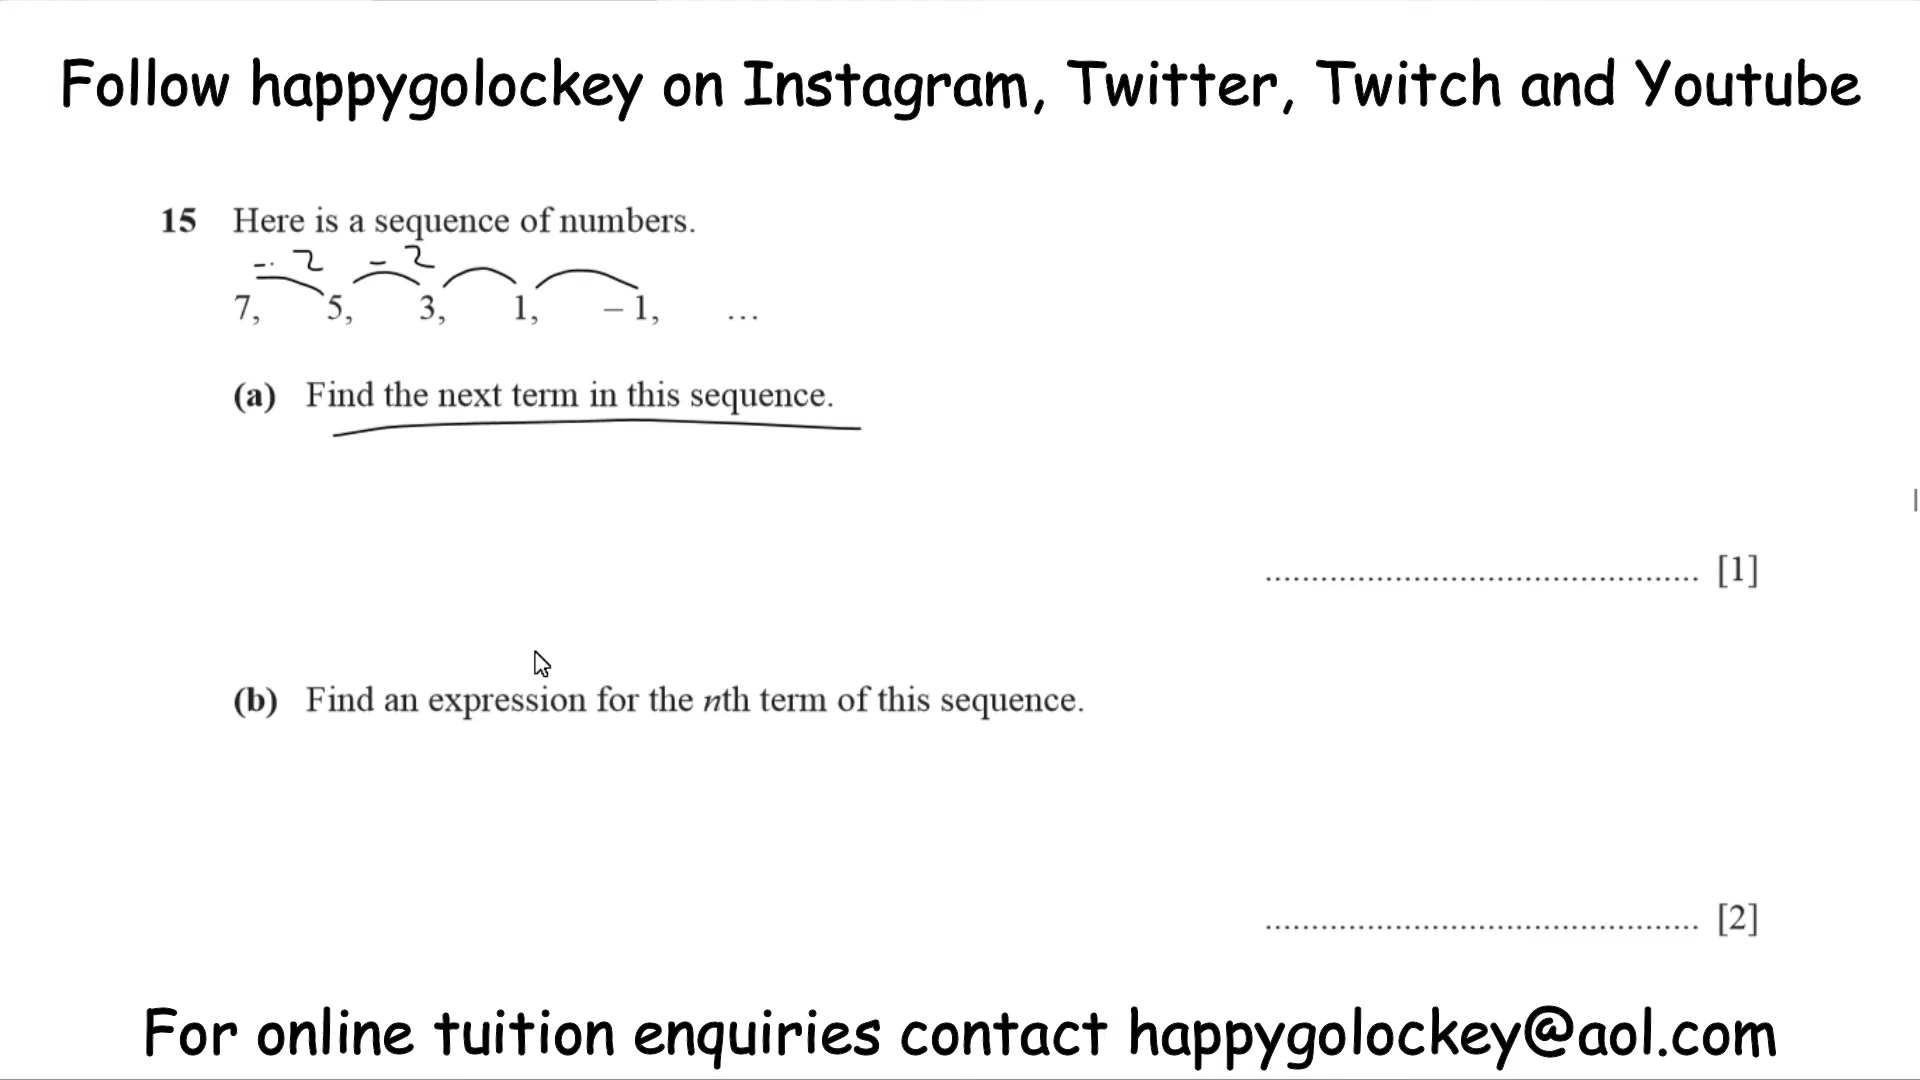 Follow happygolockey on Instagram, Twitter, Twitch and Youtube
15 Here is a sequence of numbers.
- 2 - 2
7, 5, 3, 1, – 1, ...
(a) Find the next term in this sequence.
.............................................. [1]
(b) Find an expression for the nth term of this sequence.
.............................................. [2]
For online tuition enquiries contact happygolockey@aol.com